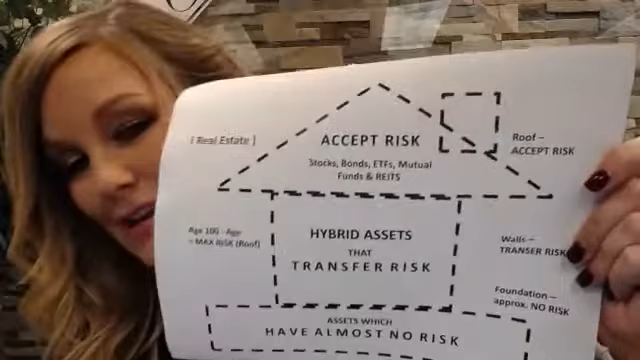 [ Real Estate ]
ACCEPT RISK
Stocks, Bonds, ETFs, Mutual
Funds & REITS
Roof –
ACCEPT RISK
Age 100 - Age
= MAX RISK (Roof)
HYBRID ASSETS
THAT
TRANSFER RISK
Walls –
TRANSER RISK
Foundation –
approx. NO RISK
ASSETS WHICH
HAVE ALMOST NO RISK